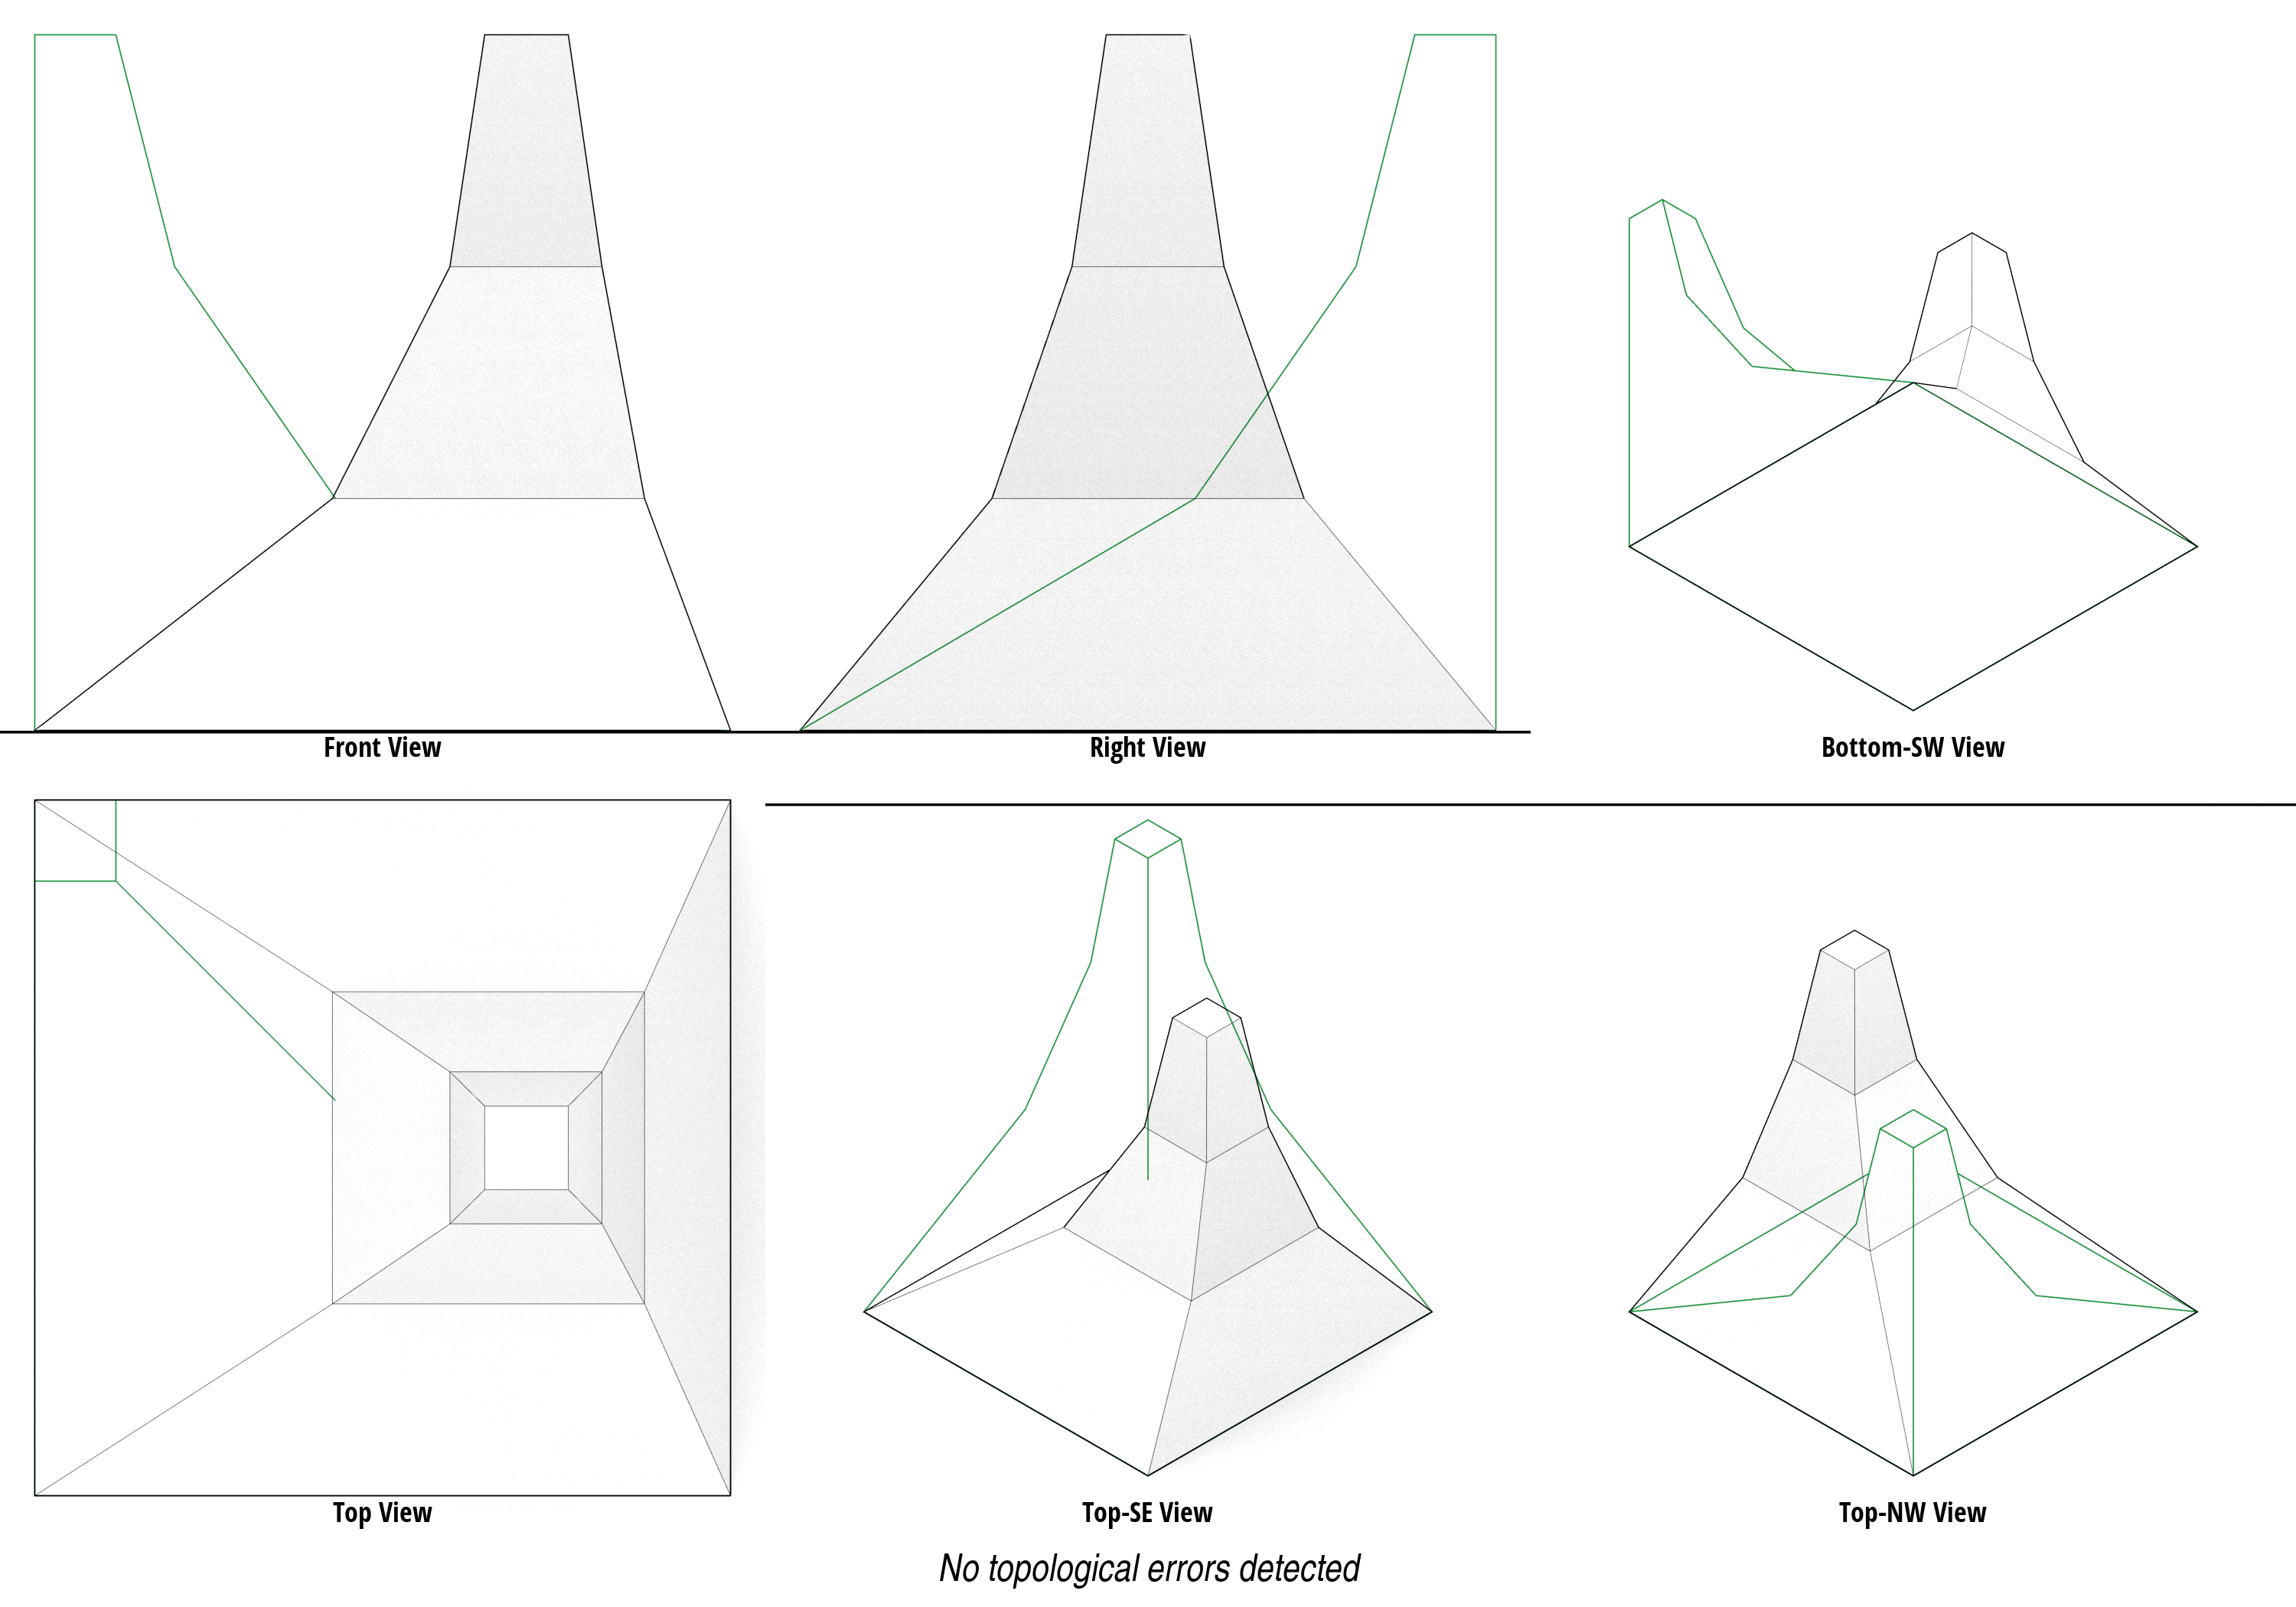 Front View
Right View
Bottom-SW View
Top View
Top-SE View
Top-NW View
No topological errors detected